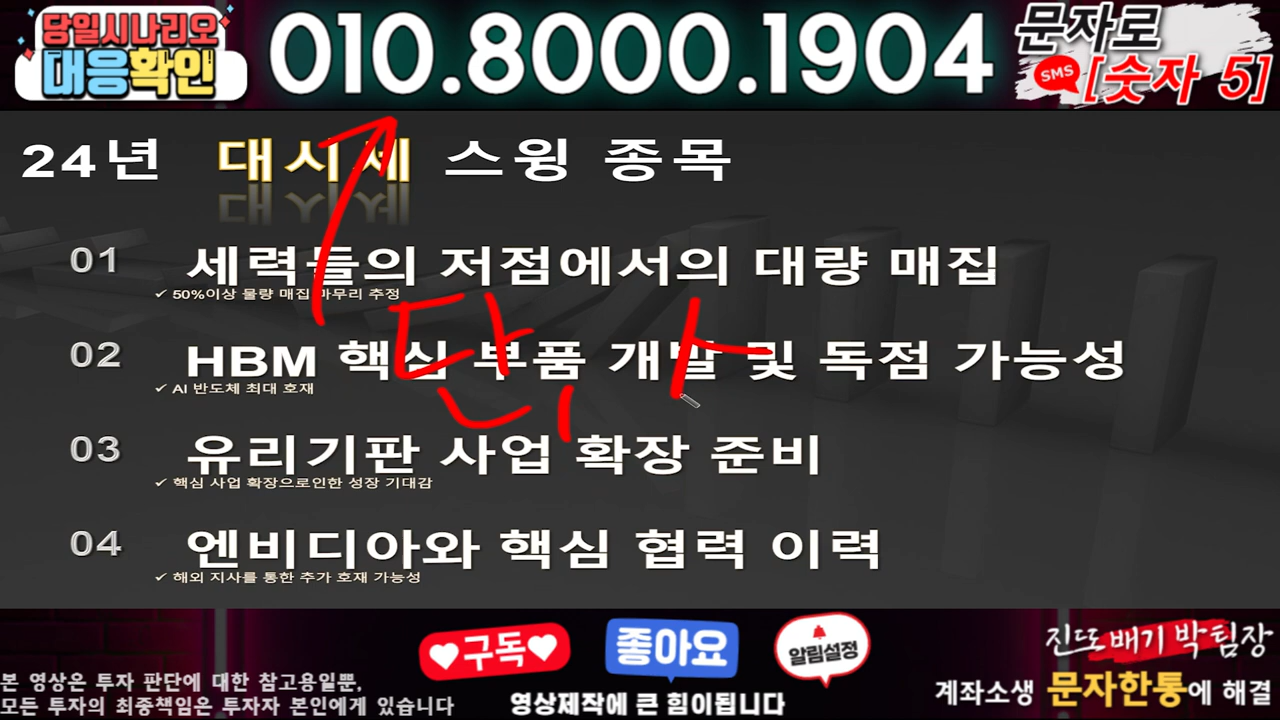 당일시나리오
대응확인
010.8000.1904
문자로
SMS
[숫자 5]
24년 대시세 스윙 종목
01 세력들의 저점에서의 대량 매집
✓ 50%이상 물량 매집 마무리 추정
02 HBM 핵심 부품 개발 및 독점 가능성
✓ AI 반도체 최대 호재
03 유리기판 사업 확장 준비
✓ 핵심 사업 확장으로인한 성장 기대감
04 엔비디아와 핵심 협력 이력
✓ 해외 지사를 통한 추가 호재 가능성
구독
좋아요
알림설정
영상제작에 큰 힘이됩니다
본 영상은 투자 판단에 대한 참고용일뿐,
모든 투자의 최종책임은 투자자 본인에게 있습니다
진또배기 박팀장
계좌소생 문자한통에 해결